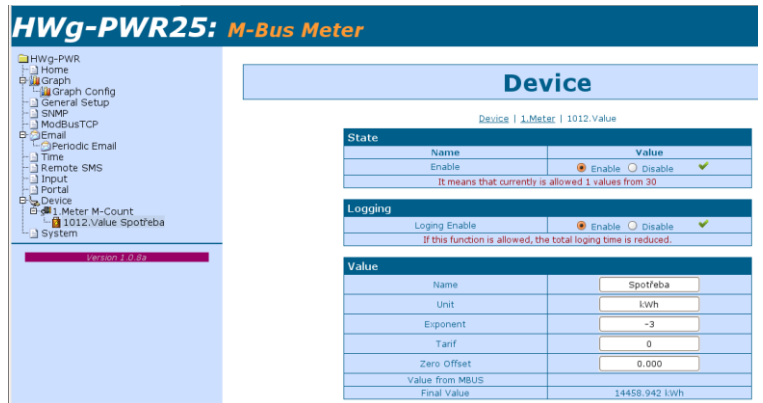 HWg-PWR25: M-Bus Meter
HWg-PWR
Home
Graph
Graph Config
General Setup
SNMP
ModBusTCP
Email
Periodic Email
Time
Remote SMS
Input
Portal
Device
1.Meter M-Count
1012.Value Spotřeba
System
Version 1.0.8a
Device
Device | 1.Meter | 1012.Value
State
Name Value
Enable Enable Disable
It means that currently is allowed 1 values from 30
Logging
Loging Enable Enable Disable
If this function is allowed, the total loging time is reduced.
Value
Name Spotřeba
Unit kWh
Exponent -3
Tarif 0
Zero Offset 0.000
Value from MBUS
Final Value 14458.942 kWh